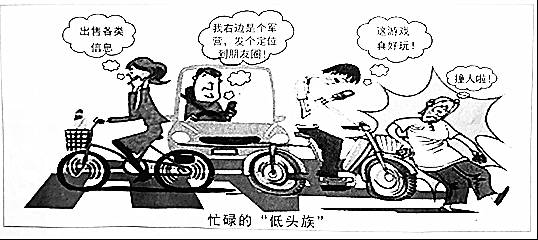 出售各类
信息
我右边是个军
营，发个定位
到朋友圈！
这游戏
真好玩！
撞人啦！
忙碌的“低头族”